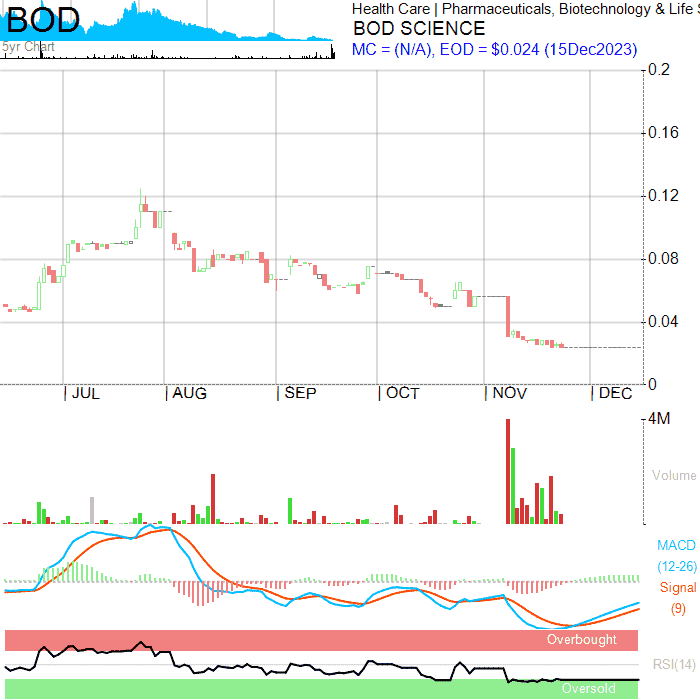 BOD
5yr Chart
Health Care | Pharmaceuticals, Biotechnology & Life S
BOD SCIENCE
MC = (N/A), EOD = $0.024 (15Dec2023)
0.2
0.16
0.12
0.08
0.04
0
| JUL | AUG | SEP | OCT | NOV | DEC
4M
Volume
MACD
(12-26)
Signal
(9)
Overbought
RSI(14)
Oversold